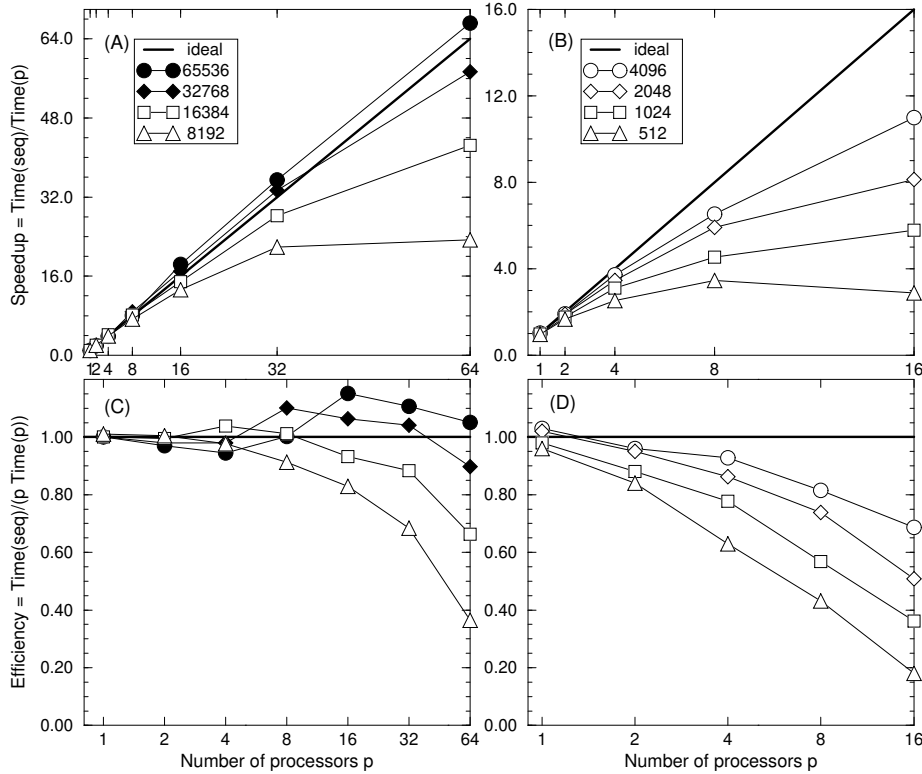 (A)
ideal
65536
32768
16384
8192
64.0
48.0
32.0
16.0
0.0
1 2 4 8 16 32 64
Speedup = Time(seq)/Time(p)
(B)
ideal
4096
2048
1024
512
16.0
12.0
8.0
4.0
0.0
1 2 4 8 16
(C)
1.00
0.80
0.60
0.40
0.20
0.00
1 2 4 8 16 32 64
Efficiency = Time(seq)/(p Time(p))
Number of processors p
(D)
1.00
0.80
0.60
0.40
0.20
0.00
1 2 4 8 16
Number of processors p